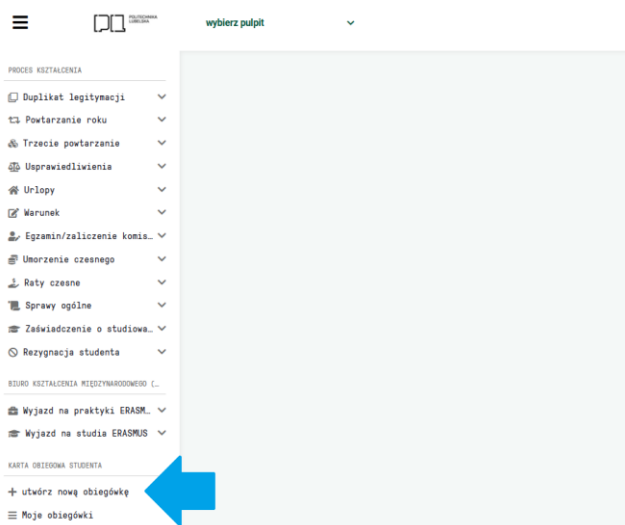 POLITECHNIKA
LUBELSKA
wybierz pulpit
PROCES KSZTAŁCENIA
Duplikat legitymacji
Powtarzanie roku
Trzecie powtarzanie
Usprawiedliwienia
Urlopy
Warunek
Egzamin/zaliczenie komis…
Umorzenie czesnego
Raty czesne
Sprawy ogólne
Zaświadczenie o studiowa…
Rezygnacja studenta
BIURO KSZTAŁCENIA MIĘDZYNARODOWEGO (…
Wyjazd na praktyki ERASM…
Wyjazd na studia ERASMUS
KARTA OBIEGOWA STUDENTA
utwórz nową obiegówkę
Moje obiegówki